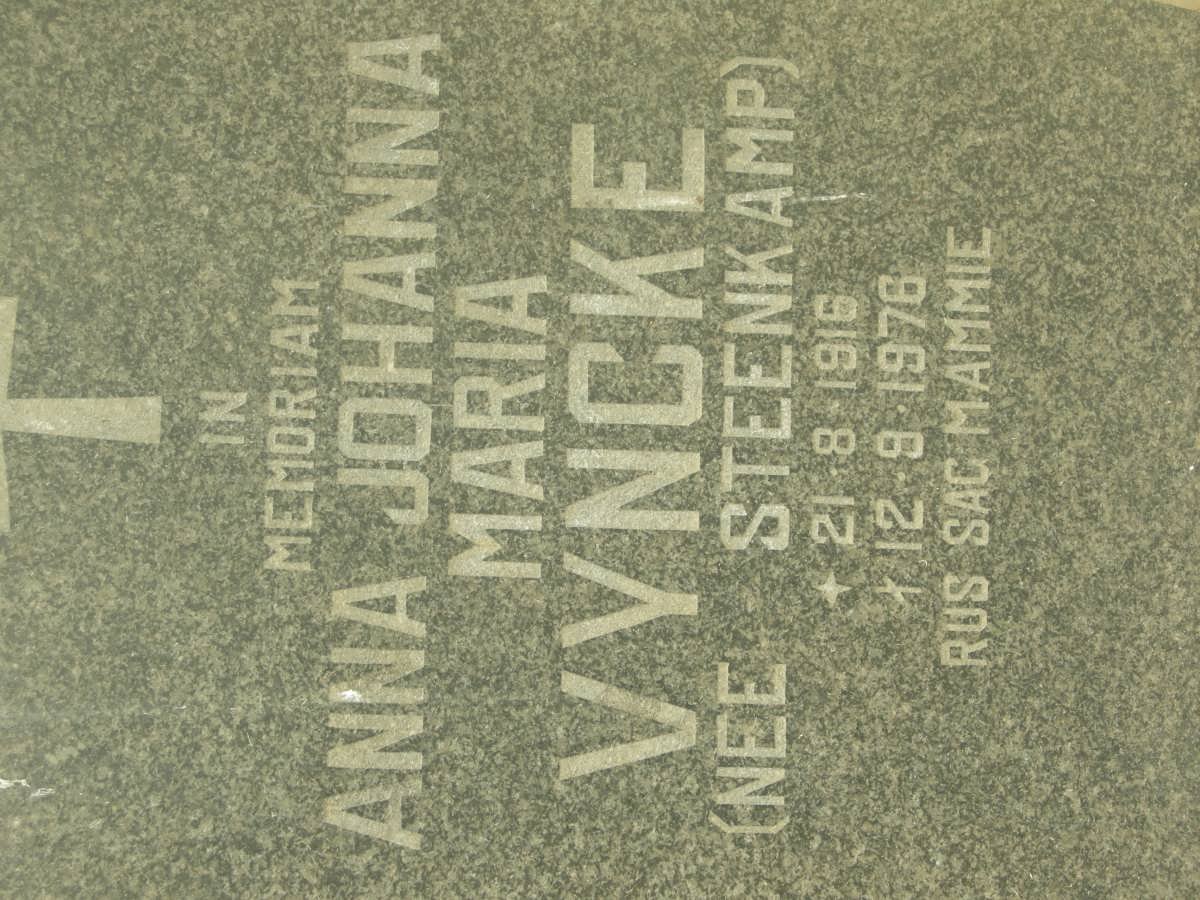 IN
MEMORIAM
ANNA JOHANNA
MARIA
VYNCKE
(NEE STEENKAMP)
21·8·1916
12·9·1976
RUS SAG MAMMIE